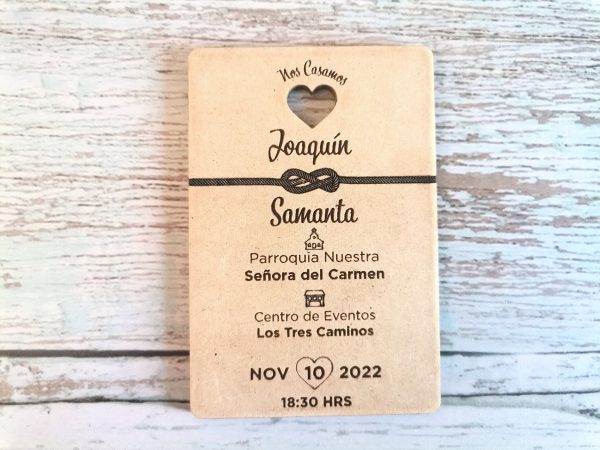 Nos Casamos
Joaquín
Samanta
Parroquia Nuestra
Señora del Carmen
Centro de Eventos
Los Tres Caminos
NOV 10 2022
18:30 HRS